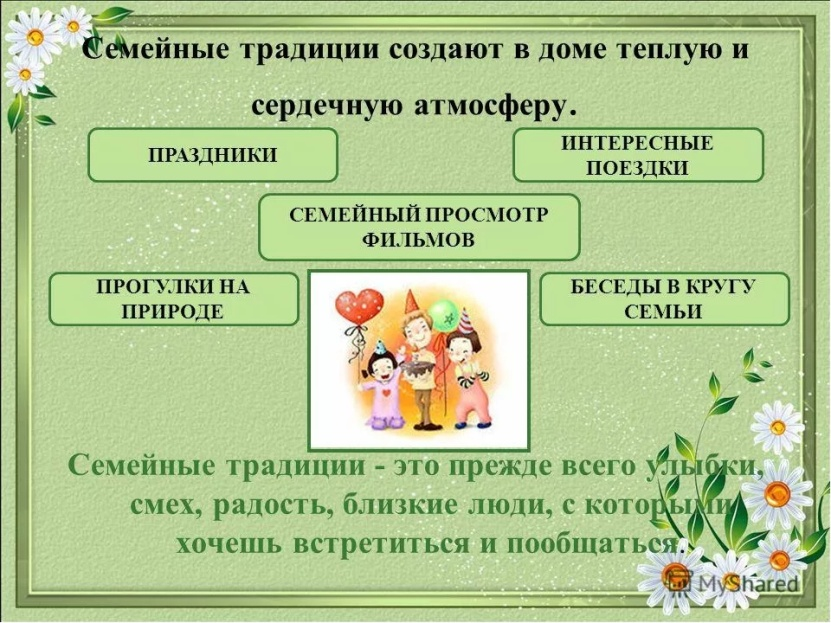 Семейные традиции создают в доме теплую и
сердечную атмосферу.
ПРАЗДНИКИ
ИНТЕРЕСНЫЕ
ПОЕЗДКИ
СЕМЕЙНЫЙ ПРОСМОТР
ФИЛЬМОВ
ПРОГУЛКИ НА
ПРИРОДЕ
БЕСЕДЫ В КРУГУ
СЕМЬИ
Семейные традиции - это прежде всего улыбки,
смех, радость, близкие люди, с которыми
хочешь встретиться и пообщаться.
MyShared